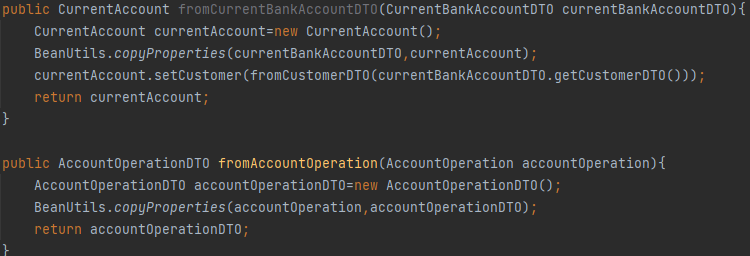 public CurrentAccount fromCurrentBankAccountDTO(CurrentBankAccountDTO currentBankAccountDTO){
    CurrentAccount currentAccount=new CurrentAccount();
    BeanUtils.copyProperties(currentBankAccountDTO,currentAccount);
    currentAccount.setCustomer(fromCustomerDTO(currentBankAccountDTO.getCustomerDTO()));
    return currentAccount;
}

public AccountOperationDTO fromAccountOperation(AccountOperation accountOperation){
    AccountOperationDTO accountOperationDTO=new AccountOperationDTO();
    BeanUtils.copyProperties(accountOperation,accountOperationDTO);
    return accountOperationDTO;
}